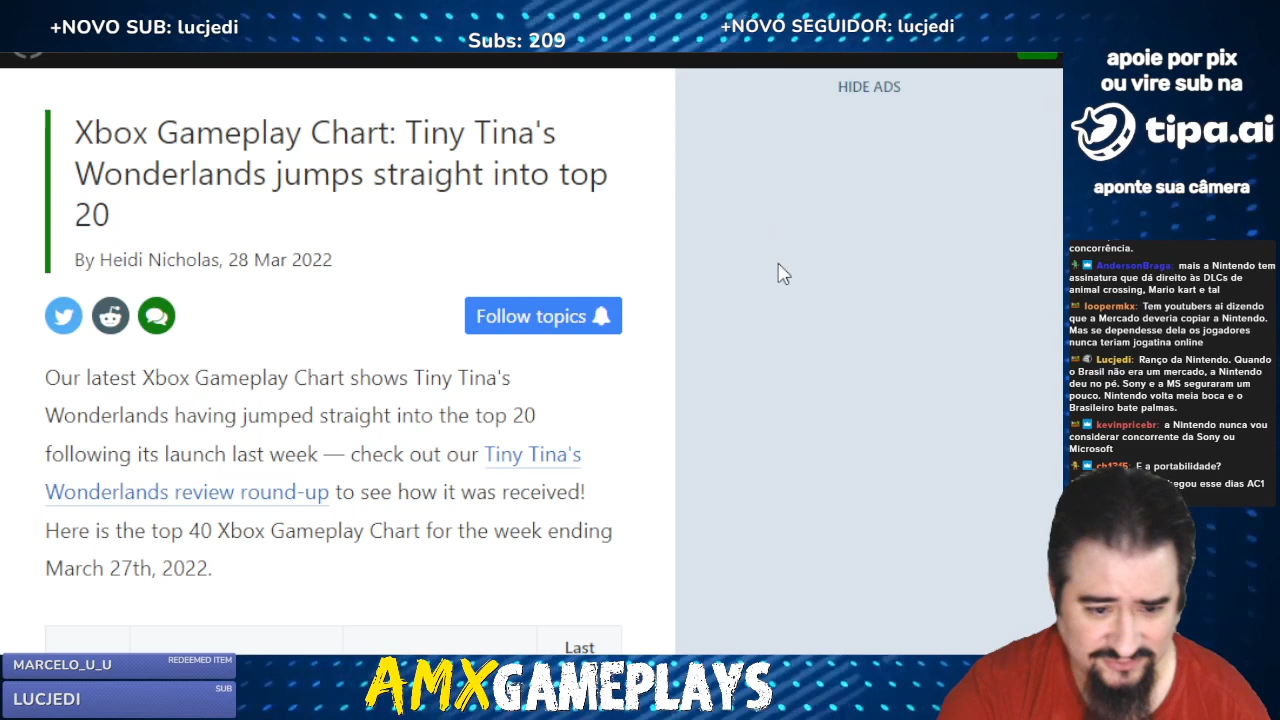 +NOVO SUB: lucjedi
Subs: 209
+NOVO SEGUIDOR: lucjedi
HIDE ADS
Xbox Gameplay Chart: Tiny Tina's
Wonderlands jumps straight into top
20
By Heidi Nicholas, 28 Mar 2022
Follow topics
Our latest Xbox Gameplay Chart shows Tiny Tina's
Wonderlands having jumped straight into the top 20
following its launch last week — check out our Tiny Tina's
Wonderlands review round-up to see how it was received!
Here is the top 40 Xbox Gameplay Chart for the week ending
March 27th, 2022.
Last
apoie por pix
ou vire sub na
tipa.ai
aponte sua câmera
concorrência.
AndersonBraga: mais a Nintendo tem
assinatura que dá direito às DLCs de
animal crossing, Mario kart e tal
loopermkx: Tem youtubers ai dizendo
que a Mercado deveria copiar a Nintendo.
Mas se dependesse dela os jogadores
nunca teriam jogatina online
Lucjedi: Ranço da Nintendo. Quando
o Brasil não era um mercado, a Nintendo
deu no pé. Sony e a MS seguraram um
pouco. Nintendo volta meia boca e o
Brasileiro bate palmas.
kevinpricebr: a Nintendo nunca vou
considerar concorrente da Sony ou
Microsoft
E a portabilidade?
esse dias AC1
MARCELO_U_U
REDEEMED ITEM
LUCJEDI
SUB
AMXGAMEPLAYS